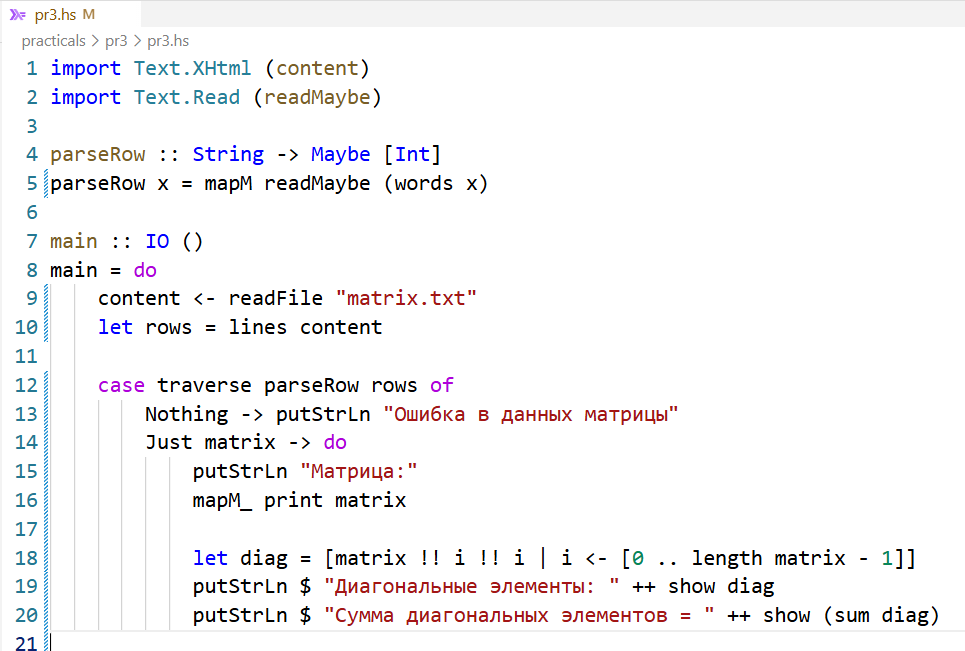 pr3.hs M
practicals > pr3 > pr3.hs
1 import Text.XHtml (content)
2 import Text.Read (readMaybe)
3
4 parseRow :: String -> Maybe [Int]
5 parseRow x = mapM readMaybe (words x)
6
7 main :: IO ()
8 main = do
9     content <- readFile "matrix.txt"
10     let rows = lines content
11
12     case traverse parseRow rows of
13         Nothing -> putStrLn "Ошибка в данных матрицы"
14         Just matrix -> do
15             putStrLn "Матрица:"
16             mapM_ print matrix
17
18             let diag = [matrix !! i !! i | i <- [0 .. length matrix - 1]]
19             putStrLn $ "Диагональные элементы: " ++ show diag
20             putStrLn $ "Сумма диагональных элементов = " ++ show (sum diag)
21